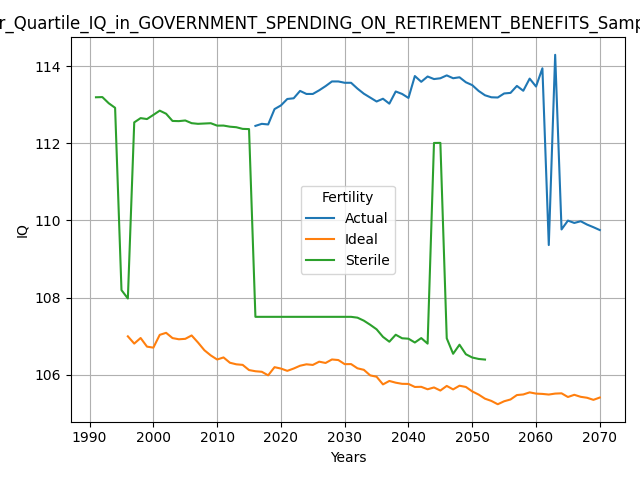 r_Quartile_IQ_in_GOVERNMENT_SPENDING_ON_RETIREMENT_BENEFITS_Samp
114
112
110
108
106
IQ
Fertility
Actual
Ideal
Sterile
1990 2000 2010 2020 2030 2040 2050 2060 2070
Years